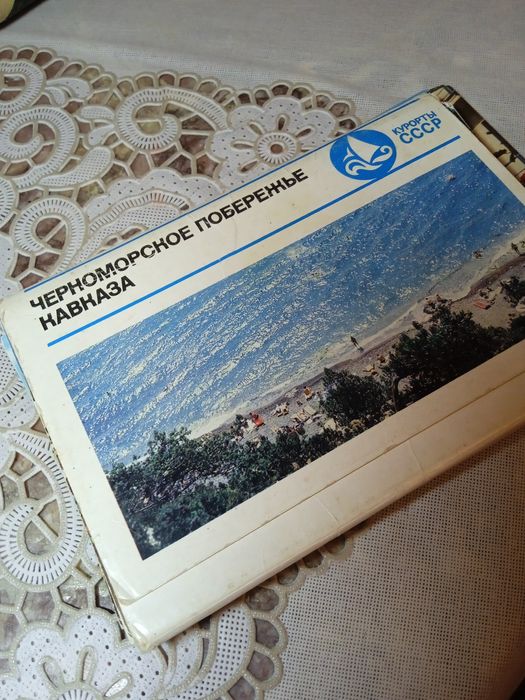 ЧЕРНОМОРСКОЕ ПОБЕРЕЖЬЕ
КАВКАЗА
КУРОРТЫ
СССР